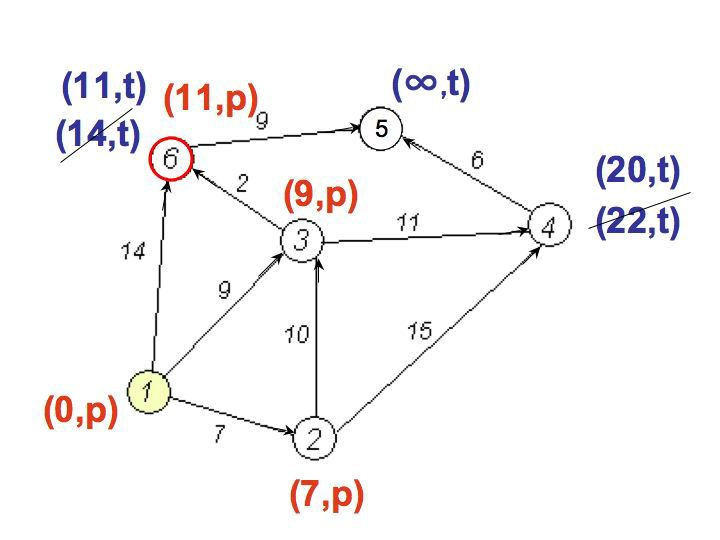 (11,t) (11,p) (∞,t)
(14,t) 9 5
6 6 (20,t)
2 (9,p)
(22,t)
3 11 4
14
9
10 15
1
(0,p) 7 2
(7,p)